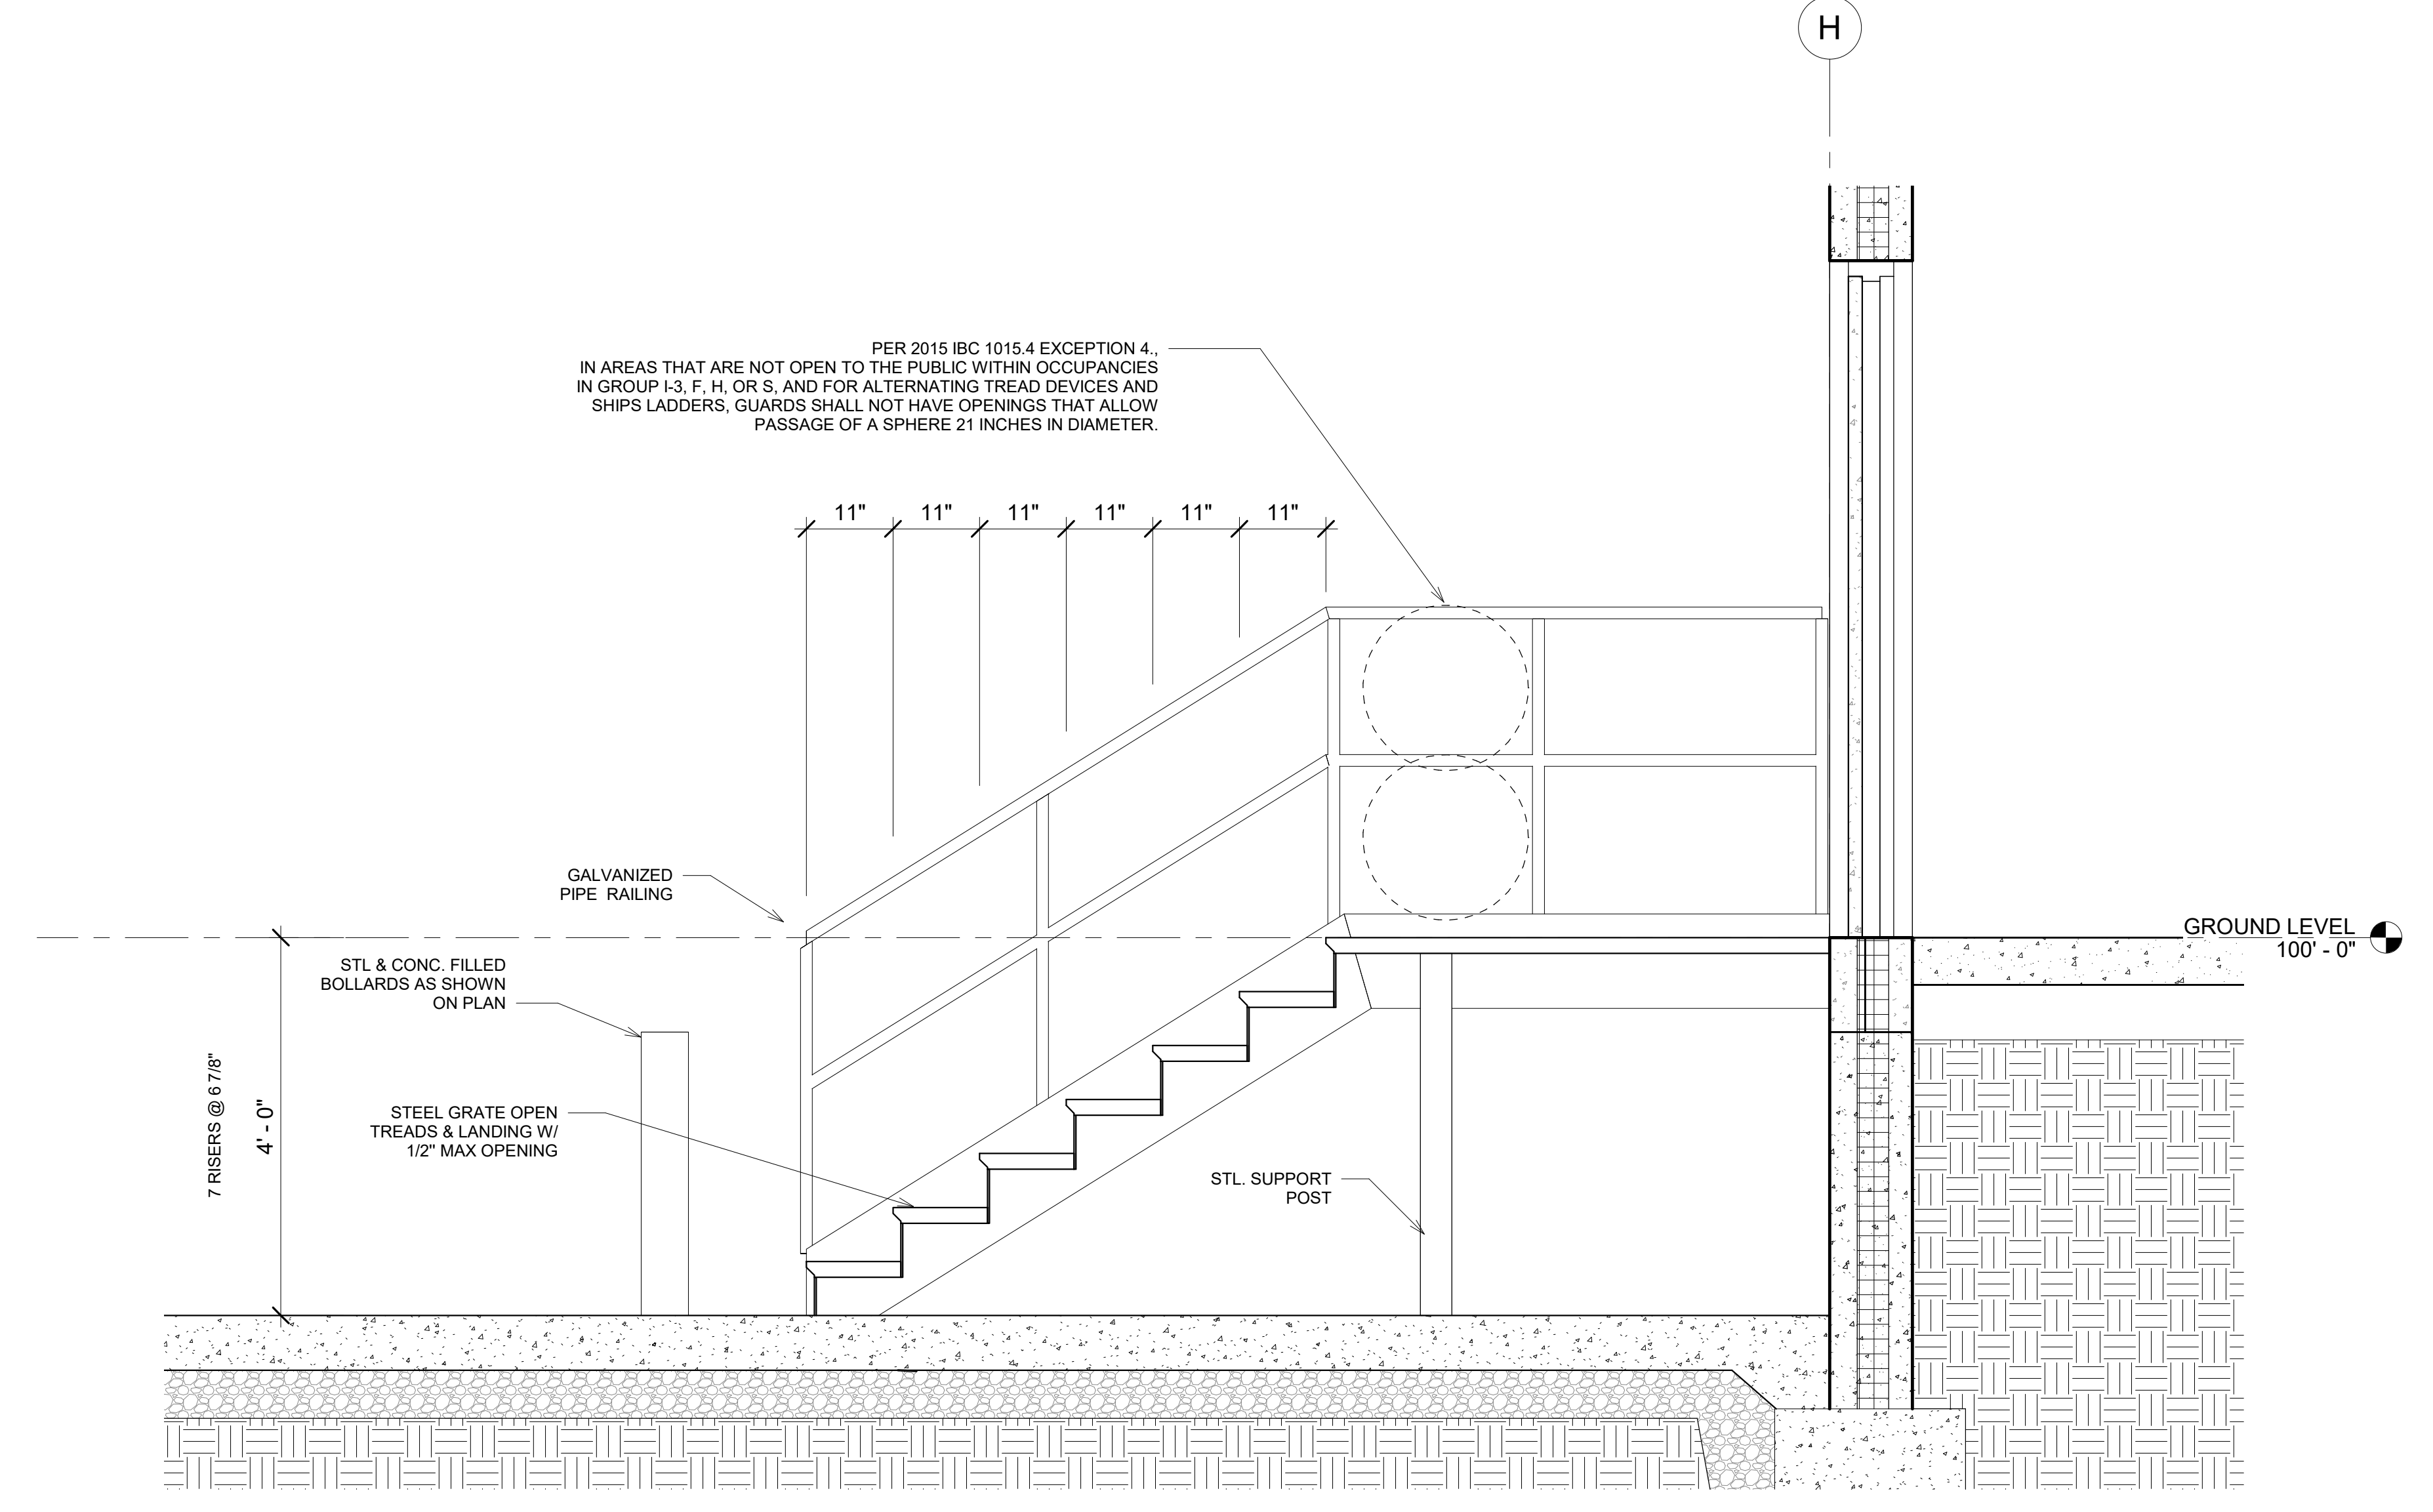 H
PER 2015 IBC 1015.4 EXCEPTION 4.,
IN AREAS THAT ARE NOT OPEN TO THE PUBLIC WITHIN OCCUPANCIES
IN GROUP I-3, F, H, OR S, AND FOR ALTERNATING TREAD DEVICES AND
SHIPS LADDERS, GUARDS SHALL NOT HAVE OPENINGS THAT ALLOW
PASSAGE OF A SPHERE 21 INCHES IN DIAMETER.
11" 11" 11" 11" 11" 11"
GALVANIZED
PIPE RAILING
GROUND LEVEL
100' - 0"
STL & CONC. FILLED
BOLLARDS AS SHOWN
ON PLAN
7 RISERS @ 6 7/8"
4' - 0"
STEEL GRATE OPEN
TREADS & LANDING W/
1/2" MAX OPENING
STL. SUPPORT
POST